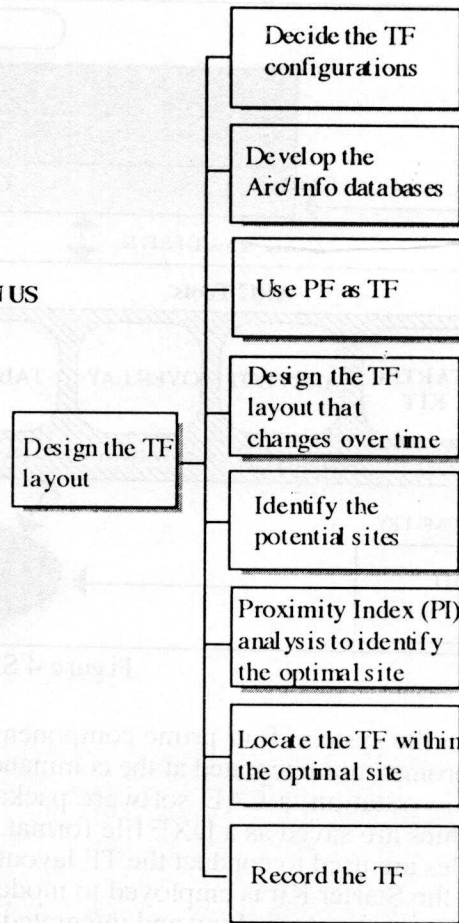 Decide the TF
configurations
Develop the
Arc/Info databases
Use PF as TF
NUS
Design the TF
layout that
changes over time
Design the TF
layout
Identify the
potential sites
Proximity Index (PI)
analysis to identify
the optimal site
Locate the TF within
the optimal site
Record the TF